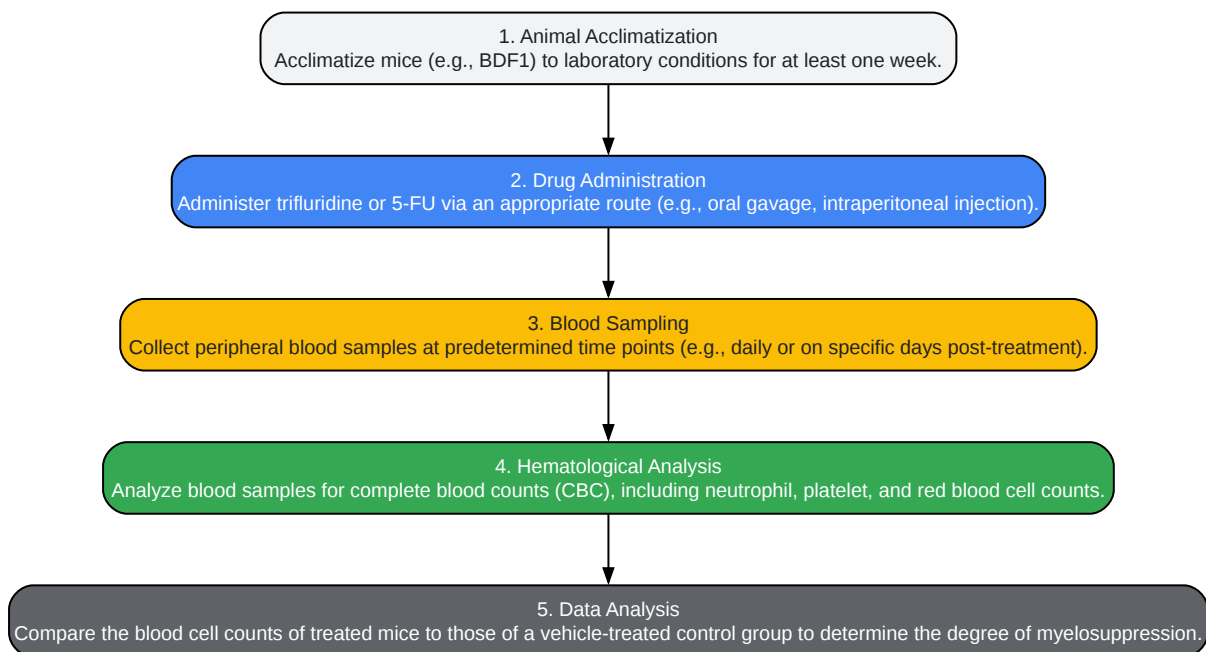 1. Animal Acclimatization
Acclimatize mice (e.g., BDF1) to laboratory conditions for at least one week.
2. Drug Administration
Administer trifluridine or 5-FU via an appropriate route (e.g., oral gavage, intraperitoneal injection).
3. Blood Sampling
Collect peripheral blood samples at predetermined time points (e.g., daily or on specific days post-treatment).
4. Hematological Analysis
Analyze blood samples for complete blood counts (CBC), including neutrophil, platelet, and red blood cell counts.
5. Data Analysis
Compare the blood cell counts of treated mice to those of a vehicle-treated control group to determine the degree of myelosuppression.